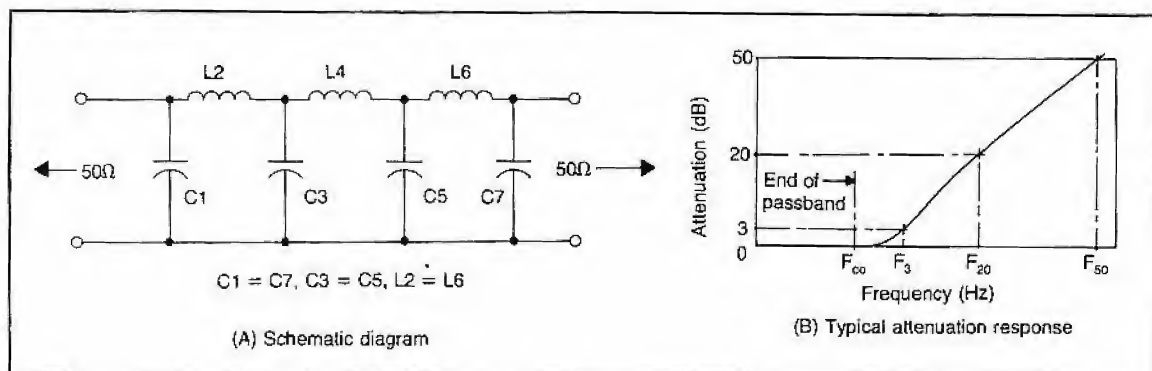 L2 L4 L6
50Ω 50Ω
C1 C3 C5 C7
C1 = C7, C3 = C5, L2 = L6
(A) Schematic diagram
50
20
3
0
Attenuation (dB)
End of
passband
Fco F3 F20 F50
Frequency (Hz)
(B) Typical attenuation response